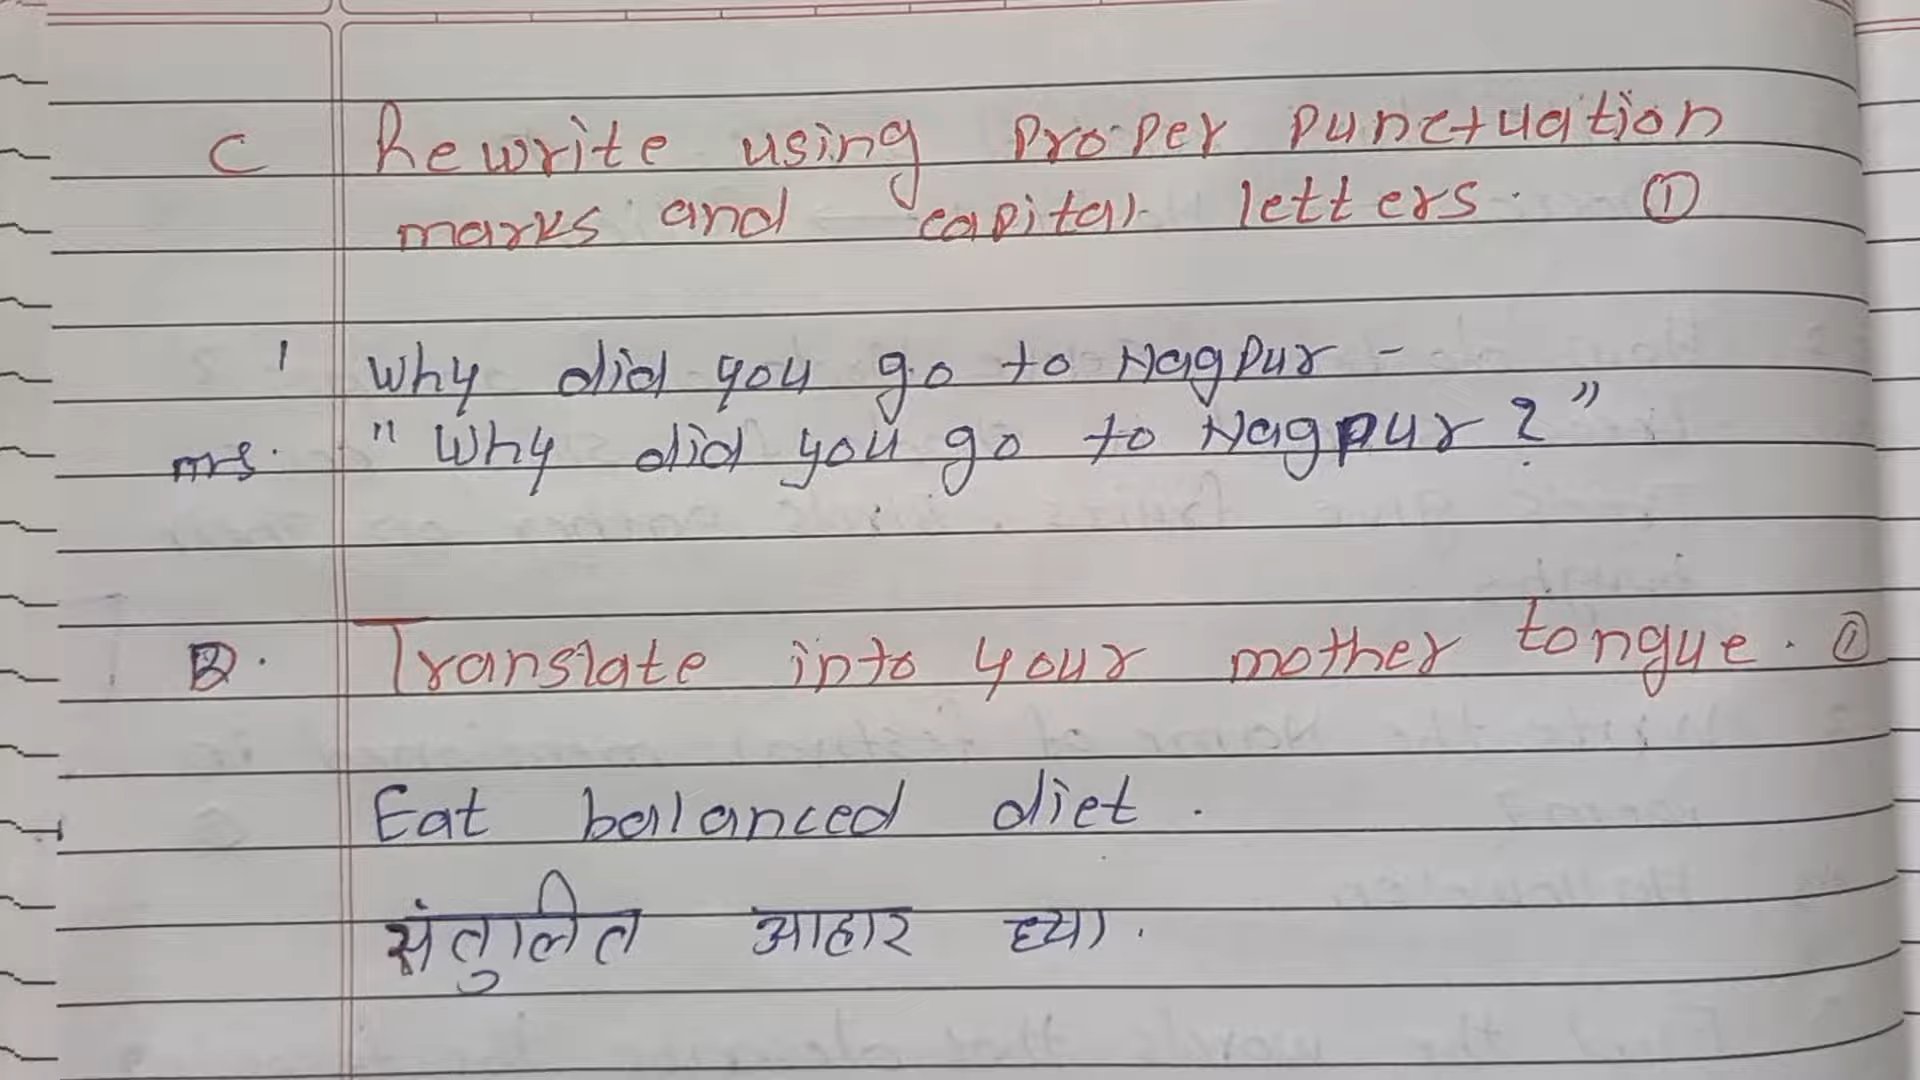 C Rewrite using proper punctuation
marks and capital letters. ①
1 Why did you go to Nagpur -
ans. "Why did you go to Nagpur ?"
B. Translate into your mother tongue. ①
Eat balanced diet.
संतुलित आहार घ्या.